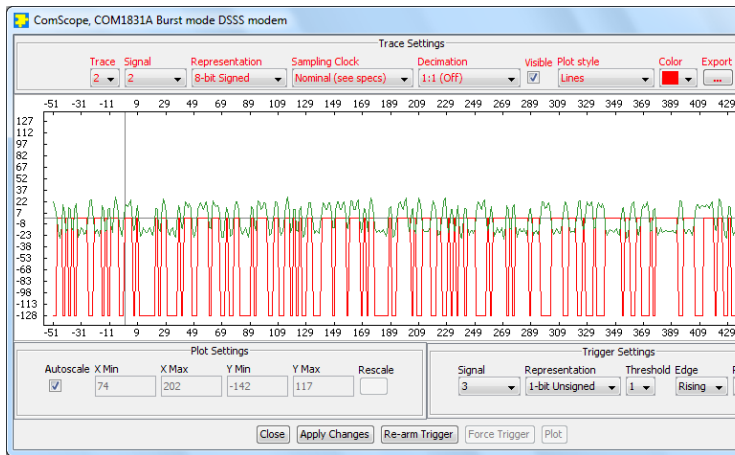 ComScope, COM1831A Burst mode DSSS modem
Trace Settings
Trace Signal Representation Sampling Clock Decimation Visible Plot style Color Export
2 2 8-bit Signed Nominal (see specs) 1:1 (Off) Lines ...
-51 -31 -11 9 29 49 69 89 109 129 149 169 189 209 229 249 269 289 309 329 349 369 389 409 429
127
112
97
82
67
52
37
22
7
-8
-23
-38
-53
-68
-83
-98
-113
-128
-51 -31 -11 9 29 49 69 89 109 129 149 169 189 209 229 249 269 289 309 329 349 369 389 409 429
Plot Settings Trigger Settings
Autoscale X Min X Max Y Min Y Max Rescale Signal Representation Threshold Edge
74 202 -142 117 3 1-bit Unsigned 1 Rising
Close Apply Changes Re-arm Trigger Force Trigger Plot